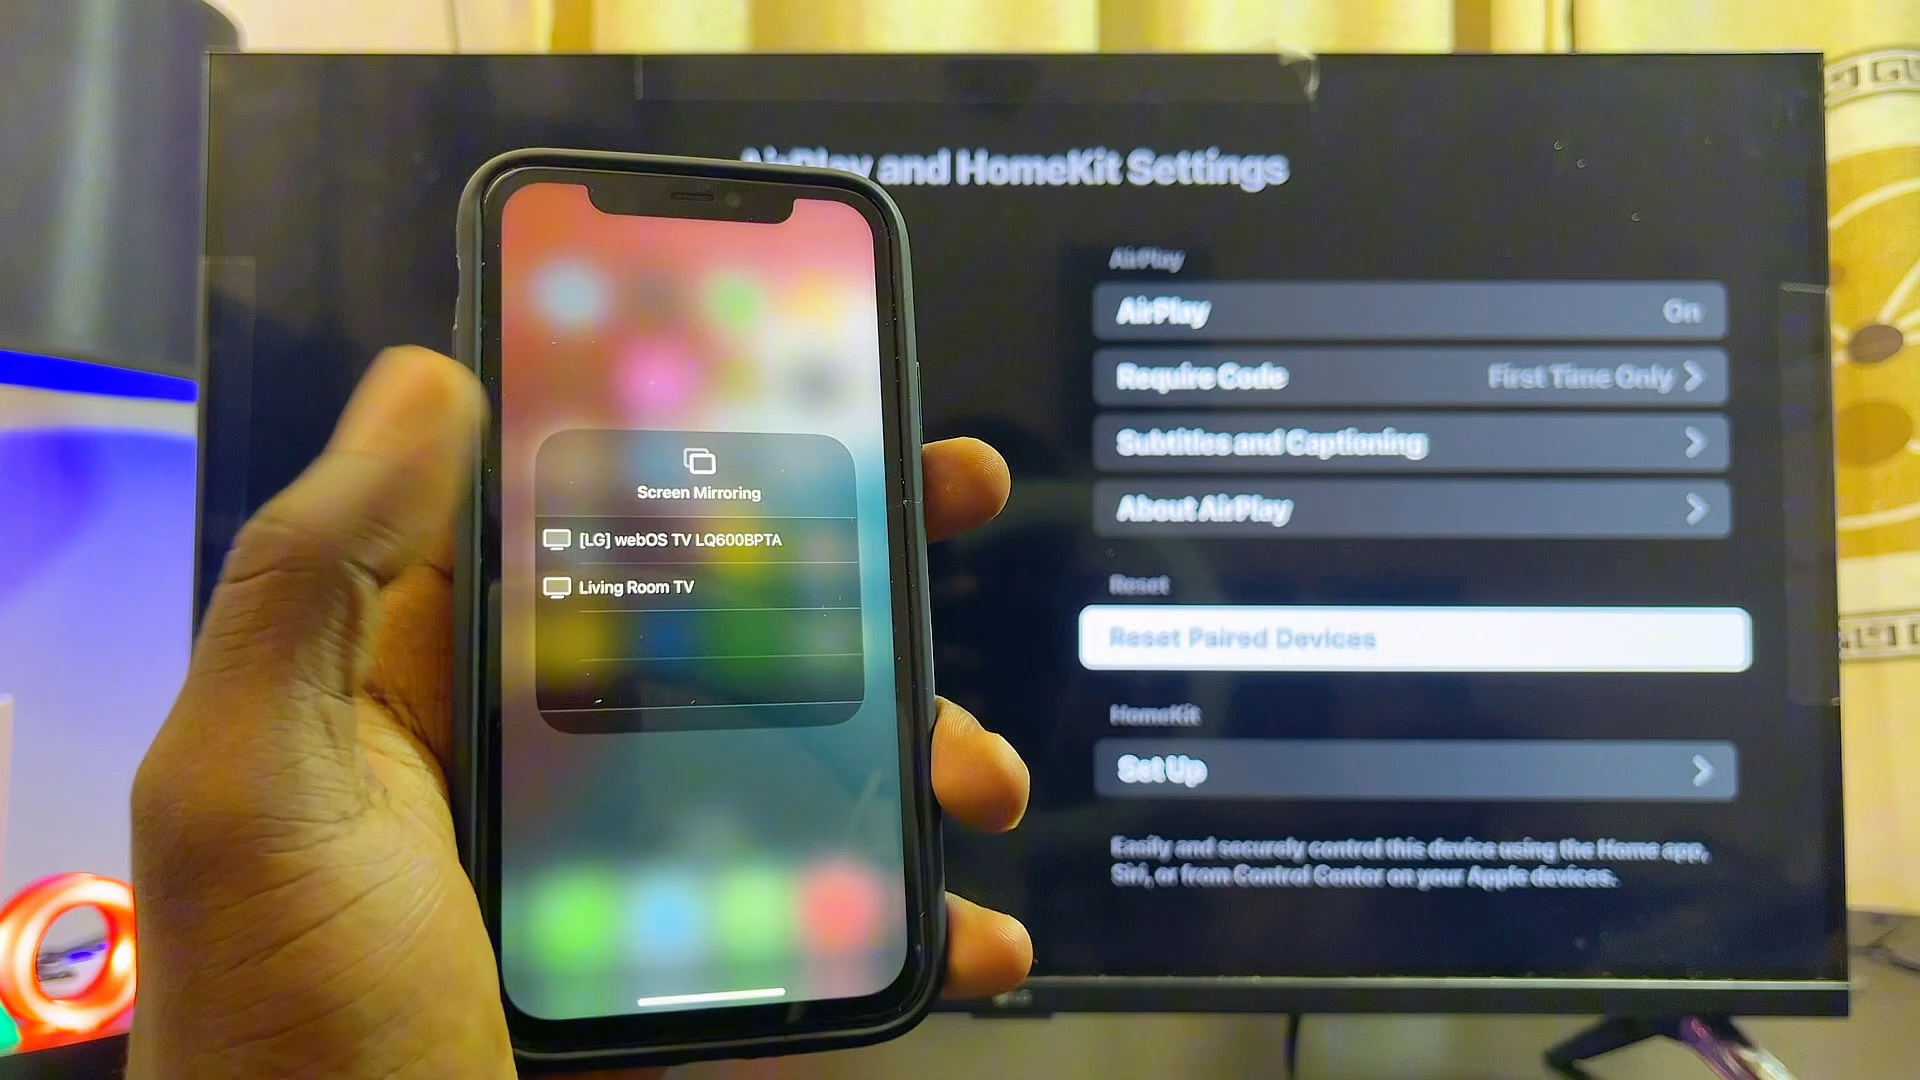 AirPlay and HomeKit Settings
Screen Mirroring
[LG] webOS TV LQ600BPTA
Living Room TV
AirPlay
AirPlay On
Require Code First Time Only
Subtitles and Captioning
About AirPlay
Reset
Reset Paired Devices
HomeKit
Set Up
Easily and securely control this device using the Home app,
Siri, or from Control Center on your Apple devices.